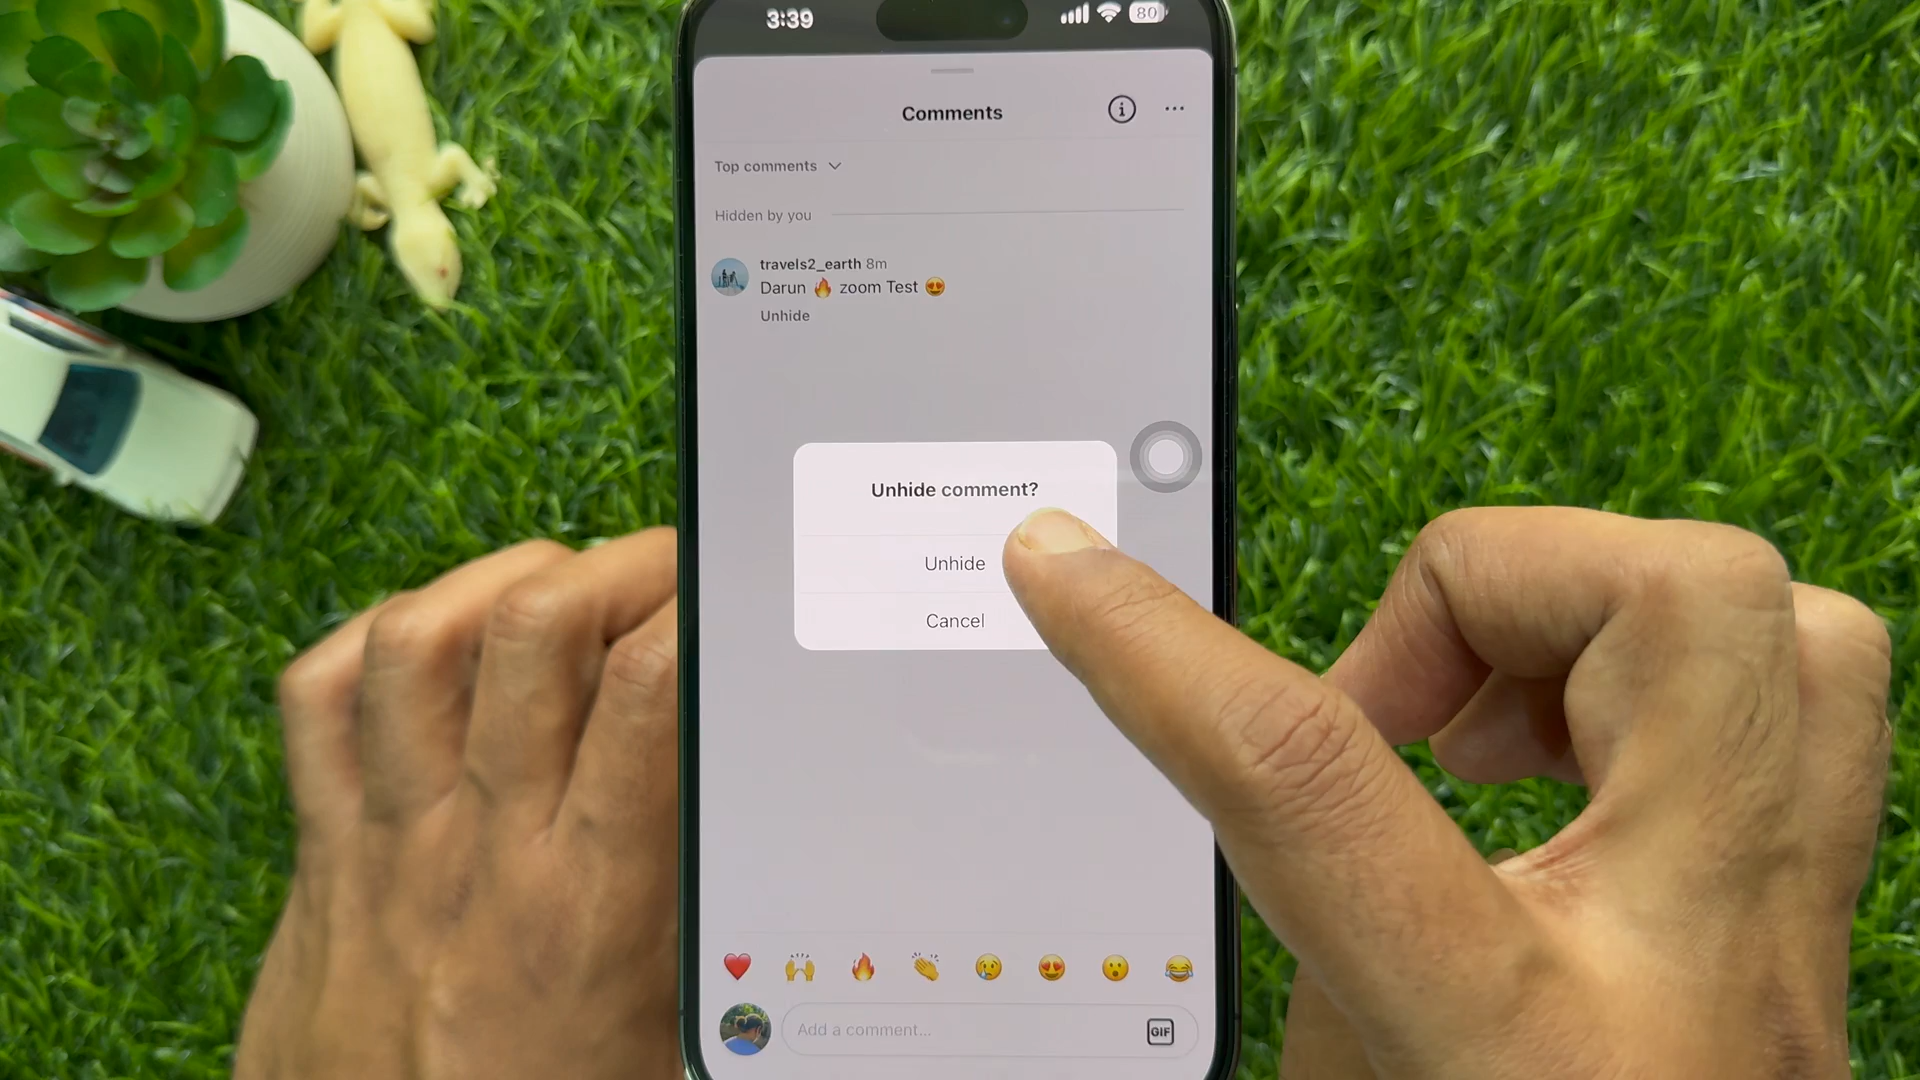 3:39
80
Comments
Top comments
Hidden by you
travels2_earth 8m
Darun 🔥 zoom Test 😍
Unhide
Unhide comment?
Unhide
Cancel
❤️ 🙌 🔥 👏 😢 😍 😮 😂
Add a comment...
GIF